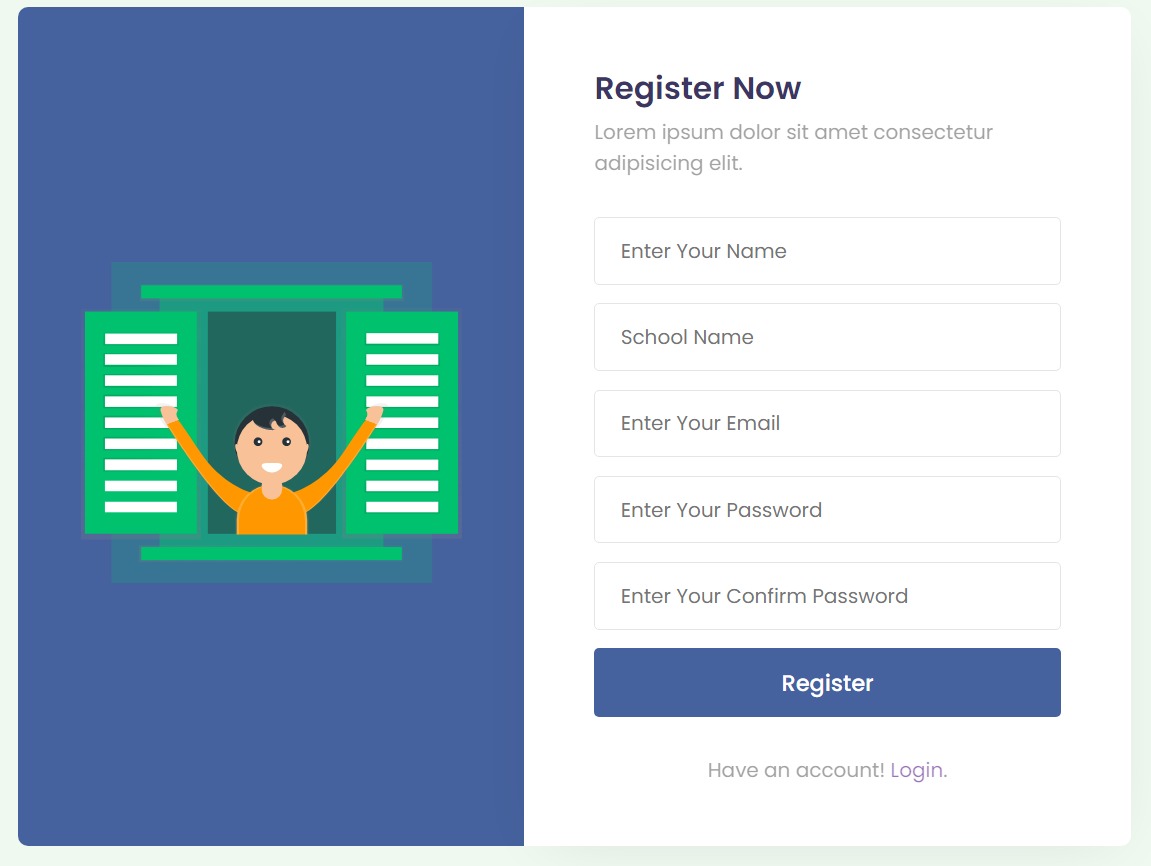 Register Now
Lorem ipsum dolor sit amet consectetur
adipisicing elit.
Enter Your Name
School Name
Enter Your Email
Enter Your Password
Enter Your Confirm Password
Register
Have an account! Login.